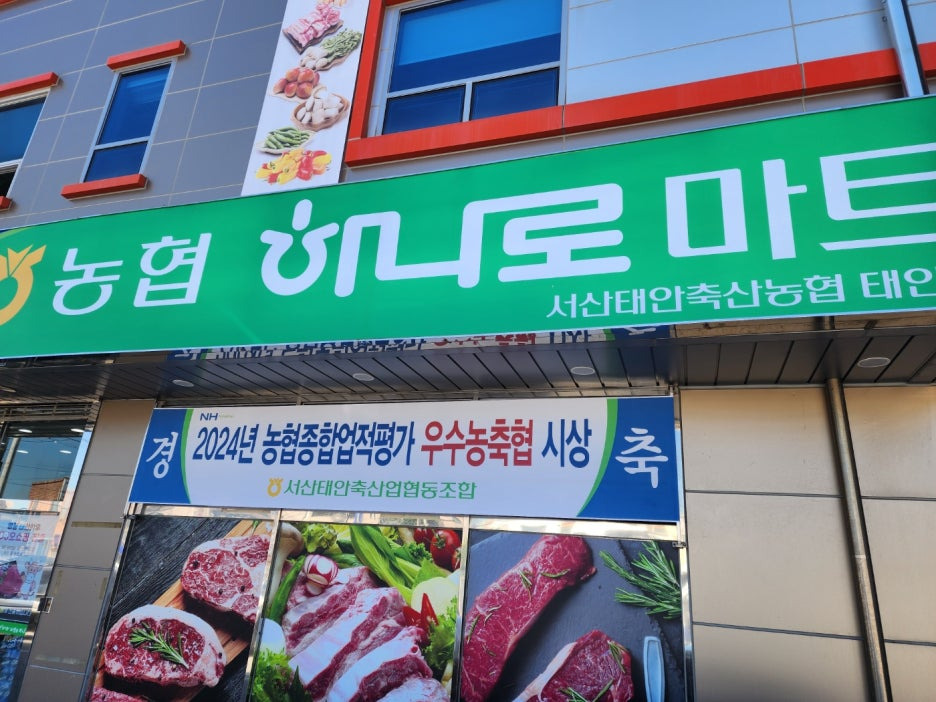 농협 하나로마트
서산태안축산농협 태안
NH
경 2024년 농협종합업적평가 우수농축협 시상 축
서산태안축산업협동조합